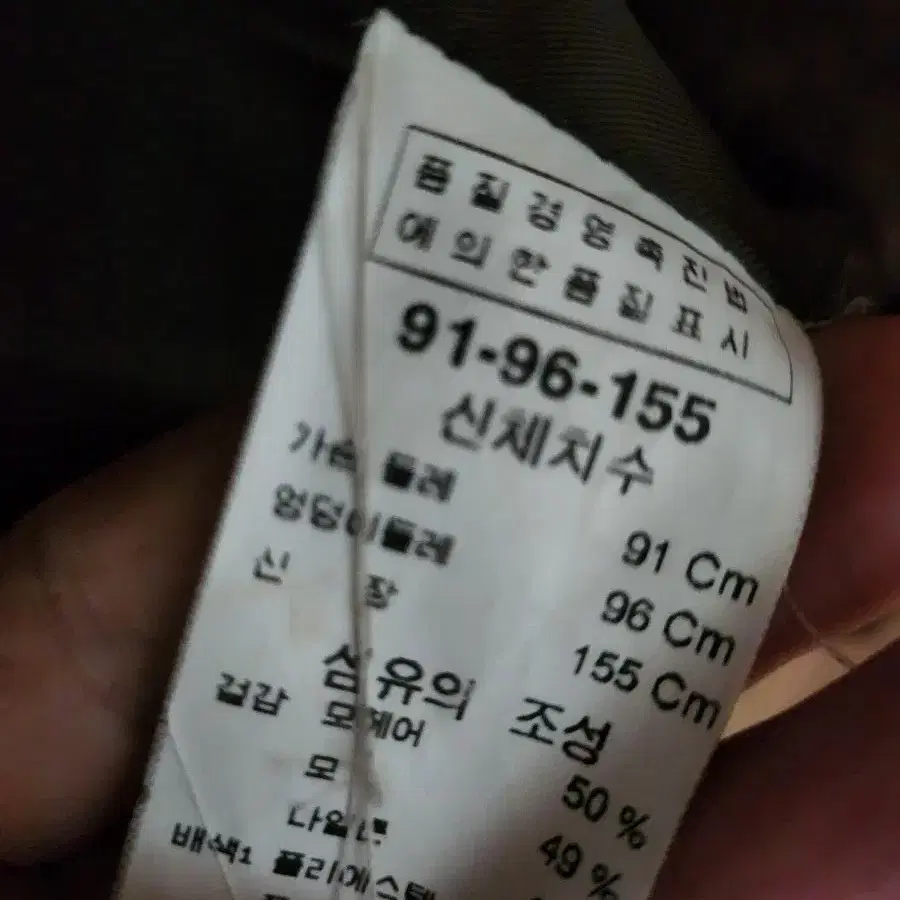 품질경영촉진법
에의한품질표시
91-96-155
신체치수
가슴 둘레 91 Cm
엉덩이둘레 96 Cm
신 장 155 Cm
섬유의 조성
겉감 모헤어 50 %
모 49 %
나일론
배색1 폴리에스텔